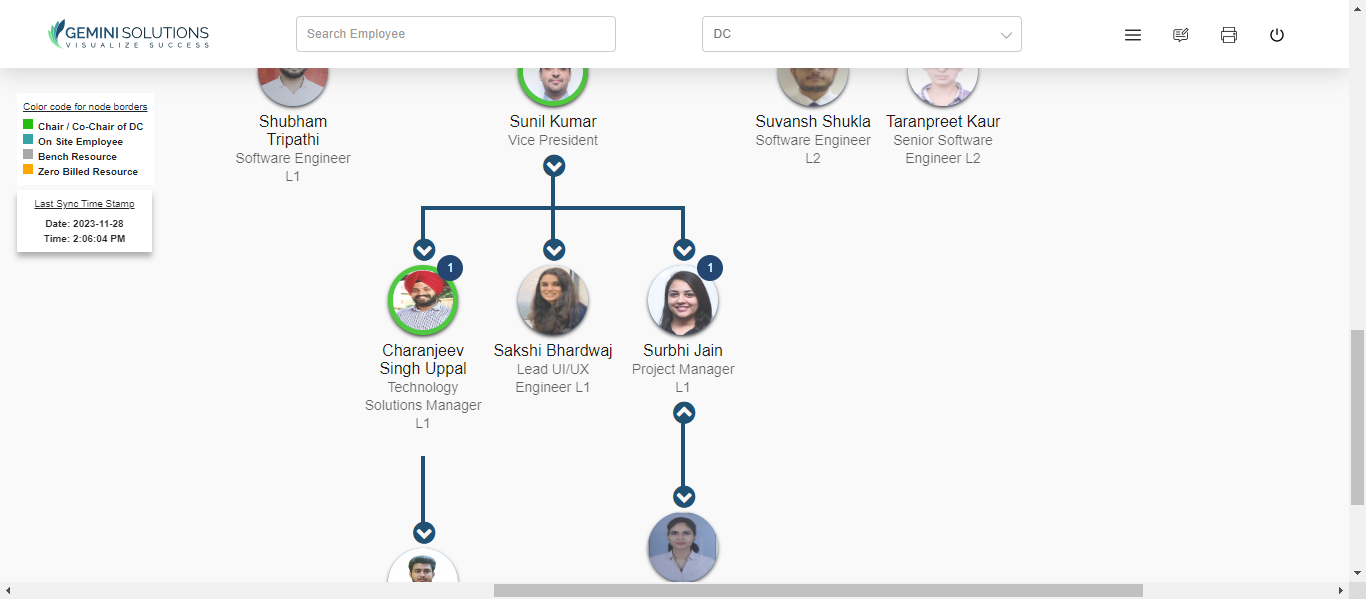 GEMINI SOLUTIONS
VISUALIZE SUCCESS
Search Employee
DC
Color code for node borders
Chair / Co-Chair of DC
On Site Employee
Bench Resource
Zero Billed Resource
Last Sync Time Stamp
Date: 2023-11-28
Time: 2:06:04 PM
Shubham
Tripathi
Software Engineer
L1
Sunil Kumar
Vice President
Suvansh Shukla
Software Engineer
L2
Taranpreet Kaur
Senior Software
Engineer L2
1
Charanjeev
Singh Uppal
Technology
Solutions Manager
L1
Sakshi Bhardwaj
Lead UI/UX
Engineer L1
1
Surbhi Jain
Project Manager
L1